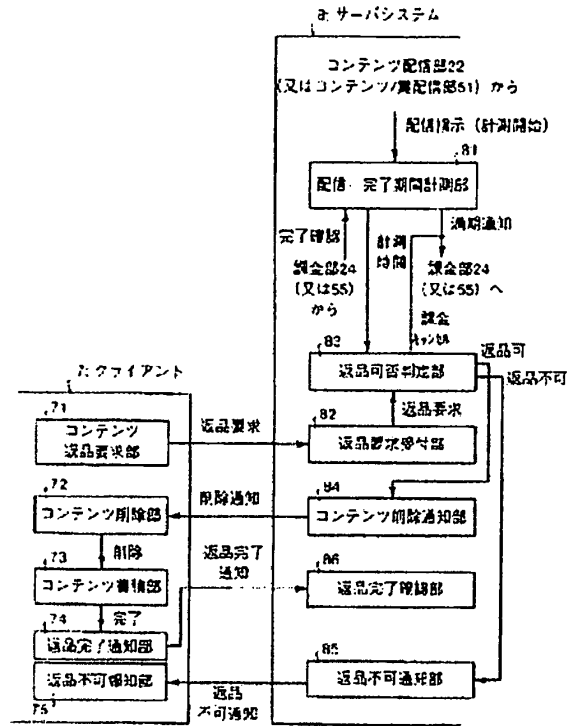 8: サーバシステム
コンテンツ配信部22
(又はコンテンツ/鍵配信部51) から
配信指示 (計測開始)
81
配信・完了期間計測部
完了確認
課金部24
(又は55)
から
計測
時間
満期通知
課金部24
(又は55) へ
課金
キャンセル
83
返品可否判定部
返品可
返品不可
返品要求
7: クライアント
71
コンテンツ
返品要求部
返品要求
82
返品要求受付部
72
コンテンツ削除部
削除通知
84
コンテンツ削除通知部
削除
73
コンテンツ蓄積部
返品完了
通知
86
返品完了確認部
完了
74
返品完了通知部
返品不可報知部
75
返品
不可通知
85
返品不可通知部